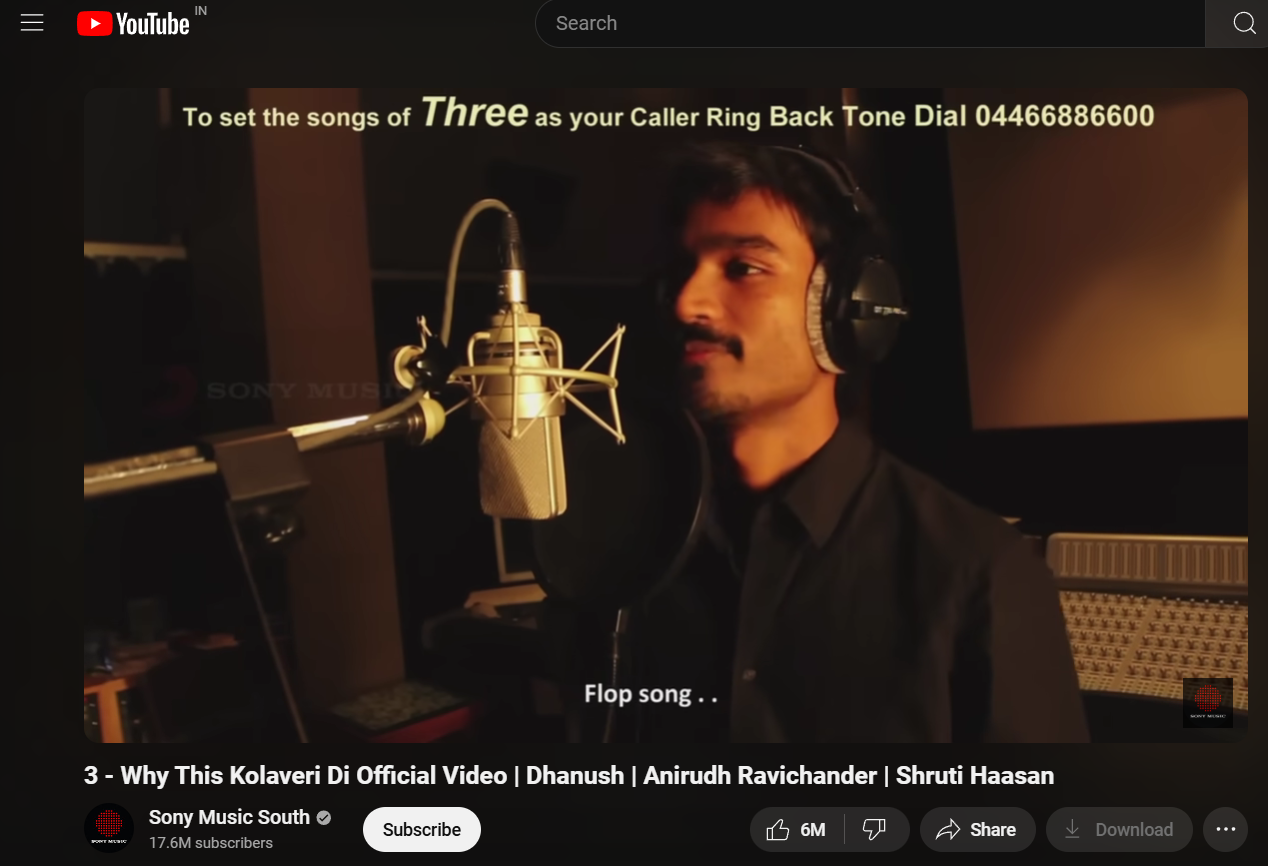 YouTube IN
Search
To set the songs of Three as your Caller Ring Back Tone Dial 04466886600
SONY MUSIC
Flop song . .
SONY MUSIC
3 - Why This Kolaveri Di Official Video | Dhanush | Anirudh Ravichander | Shruti Haasan
SONY MUSIC
Sony Music South
17.6M subscribers
Subscribe
6M
Share
Download